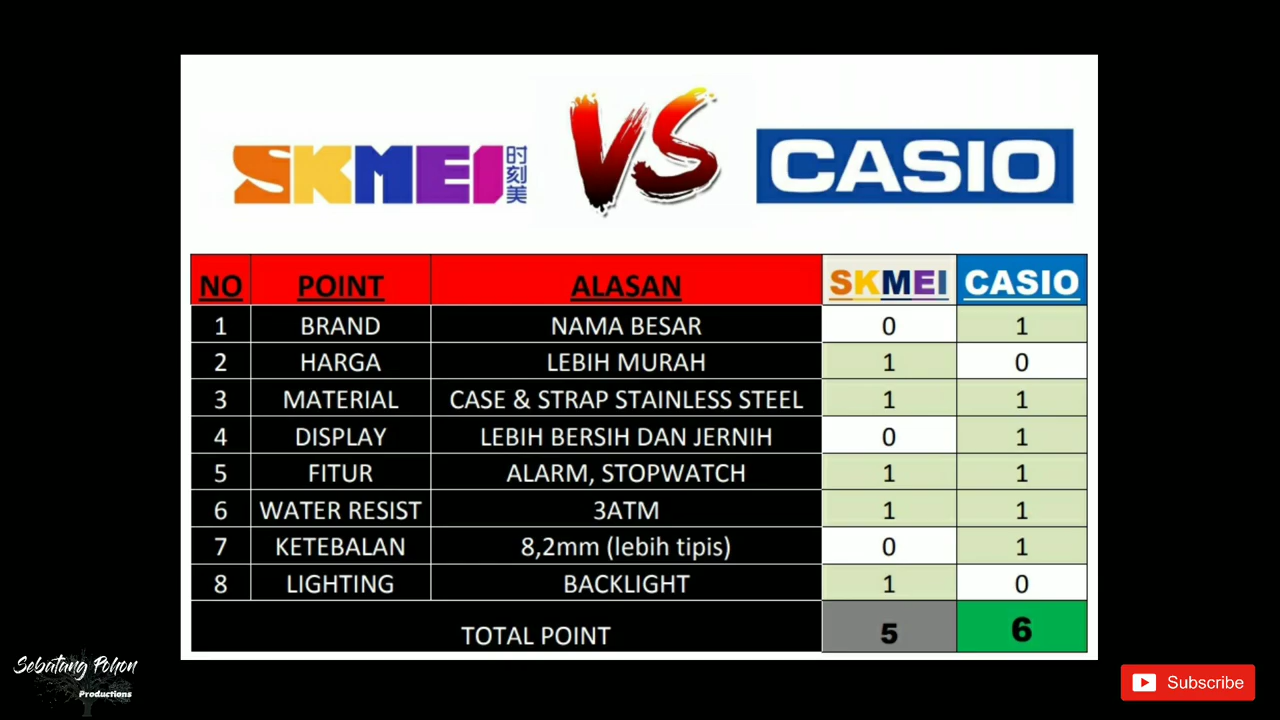 SKMEI 时刻美 VS CASIO
NO POINT ALASAN SKMEI CASIO
1 BRAND NAMA BESAR 0 1
2 HARGA LEBIH MURAH 1 0
3 MATERIAL CASE & STRAP STAINLESS STEEL 1 1
4 DISPLAY LEBIH BERSIH DAN JERNIH 0 1
5 FITUR ALARM, STOPWATCH 1 1
6 WATER RESIST 3ATM 1 1
7 KETEBALAN 8,2mm (lebih tipis) 0 1
8 LIGHTING BACKLIGHT 1 0
TOTAL POINT 5 6
Sebatang Pohon
Productions
Subscribe